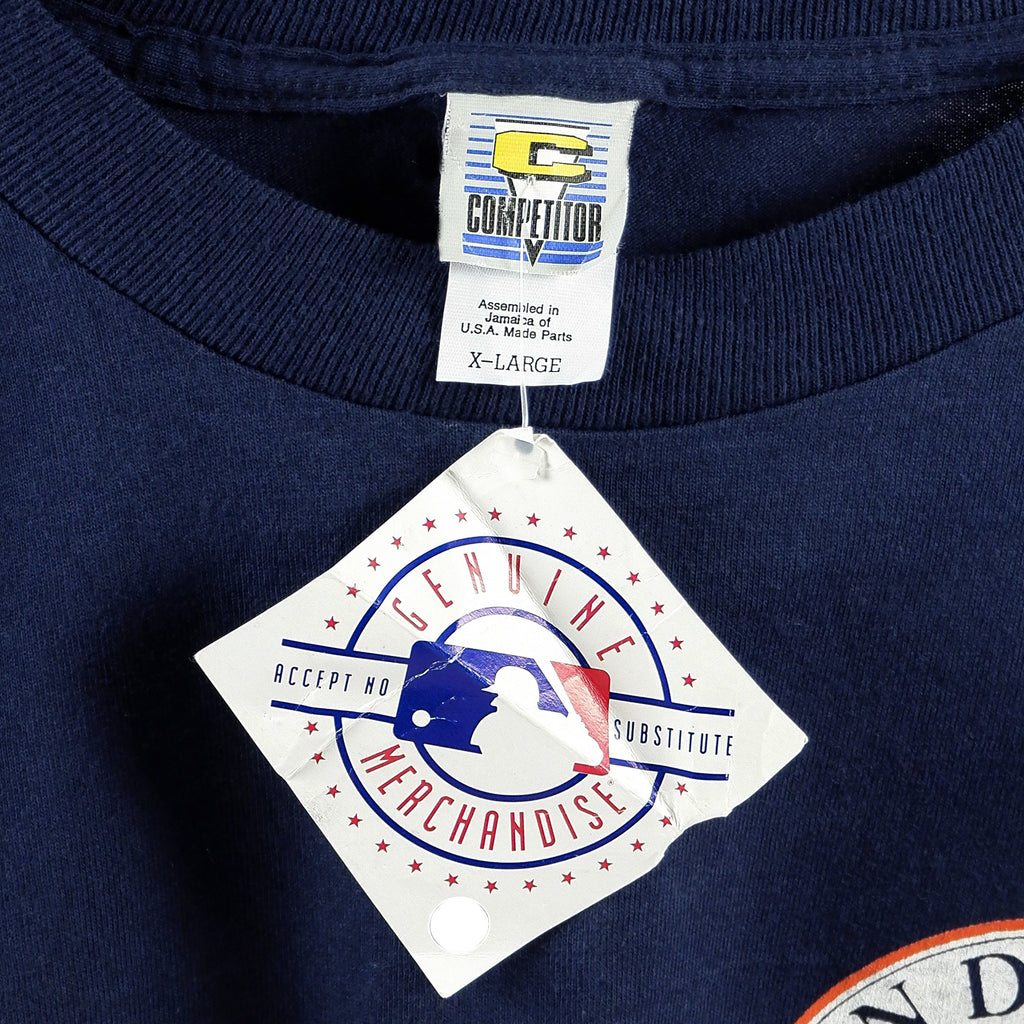 C
COMPETITOR
Assembled in
Jamaica of
U.S.A. Made Parts
X-LARGE
GENUINE
ACCEPT NO SUBSTITUTE
MERCHANDISE
N D